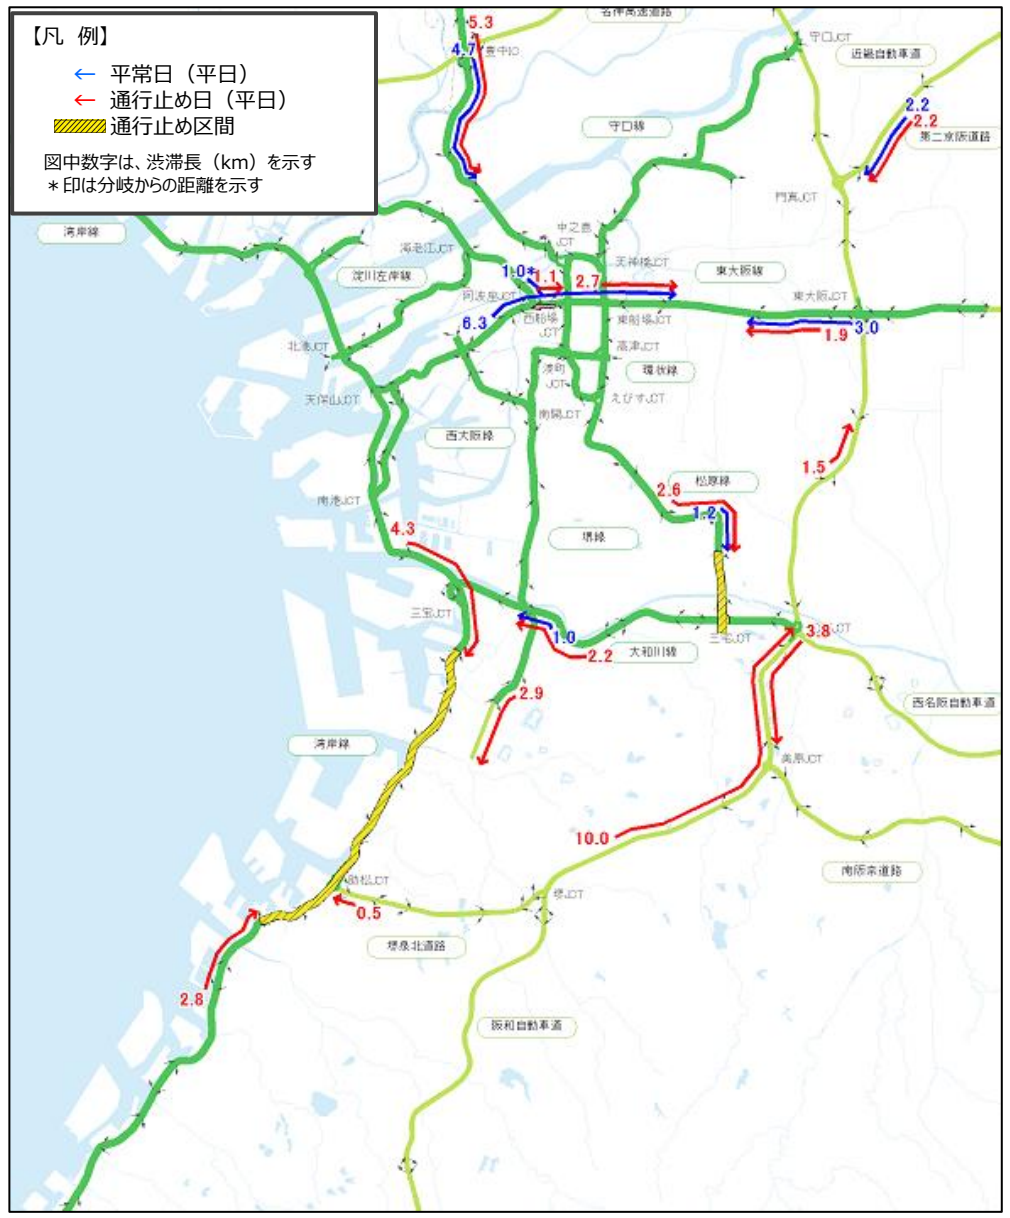 【凡 例】
← 平常日（平日）
← 通行止め日（平日）
通行止め区間
図中数字は、渋滞長（km）を示す
＊印は分岐からの距離を示す
名神高速道路
5.3
4.7
豊中IC
守口JCT
近畿自動車道
2.2
2.2
守口線
第二京阪道路
門真JCT
湾岸線
中之島
JCT
海老江JCT
天神橋JCT
淀川左岸線
1.0*
1.1
2.7
東大阪線
阿波座JCT
東大阪JCT
6.3
西船場
JCT
東船場JCT
3.0
1.9
北港JCT
高津JCT
湊町
JCT
環状線
天保山JCT
えびすJCT
南開JCT
西大阪線
1.5
松原線
2.6
南港JCT
1.2
4.3
堺線
三宝JCT
1.0
三宅JCT
JCT
3.8
2.2
大和川線
2.9
西名阪自動車道
湾岸線
美原JCT
10.0
南阪奈道路
助松JCT
堺JCT
0.5
堺泉北道路
2.8
阪和自動車道